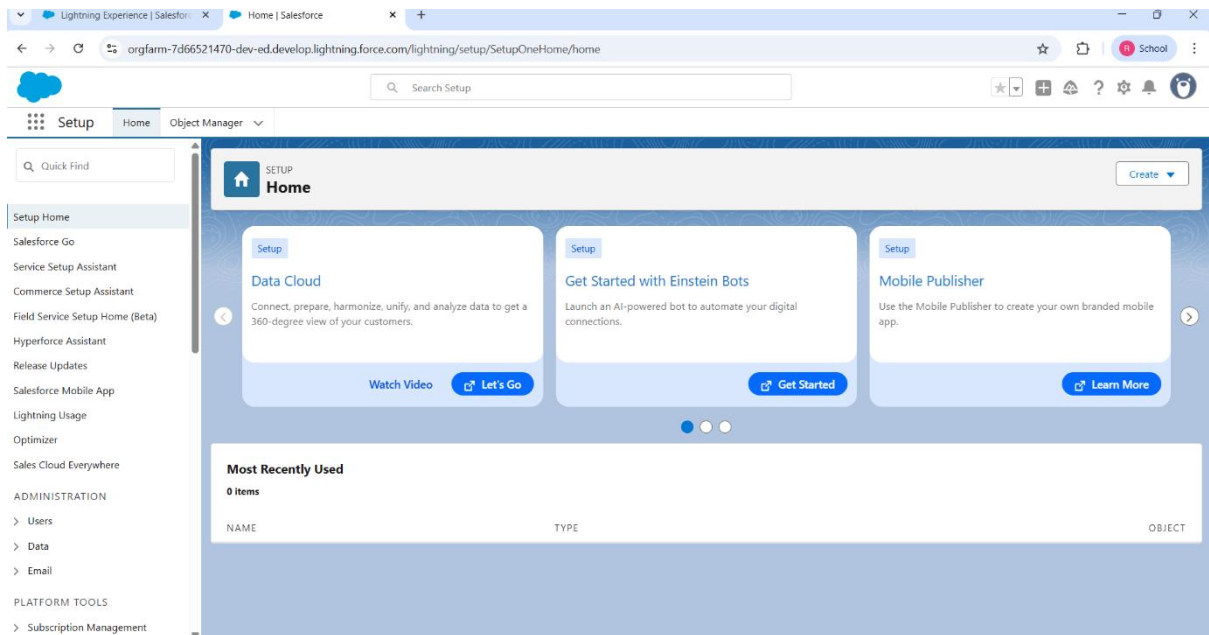 Lightning Experience | Salesforc
Home | Salesforce
orgfarm-7d66521470-dev-ed.develop.lightning.force.com/lightning/setup/SetupOneHome/home
R School
Search Setup
Setup Home Object Manager
Quick Find
Setup Home
Salesforce Go
Service Setup Assistant
Commerce Setup Assistant
Field Service Setup Home (Beta)
Hyperforce Assistant
Release Updates
Salesforce Mobile App
Lightning Usage
Optimizer
Sales Cloud Everywhere
ADMINISTRATION
Users
Data
Email
PLATFORM TOOLS
Subscription Management
SETUP
Home
Create
Setup
Data Cloud
Connect, prepare, harmonize, unify, and analyze data to get a
360-degree view of your customers.
Watch Video Let's Go
Setup
Get Started with Einstein Bots
Launch an AI-powered bot to automate your digital
connections.
Get Started
Setup
Mobile Publisher
Use the Mobile Publisher to create your own branded mobile
app.
Learn More
Most Recently Used
0 items
NAME TYPE OBJECT